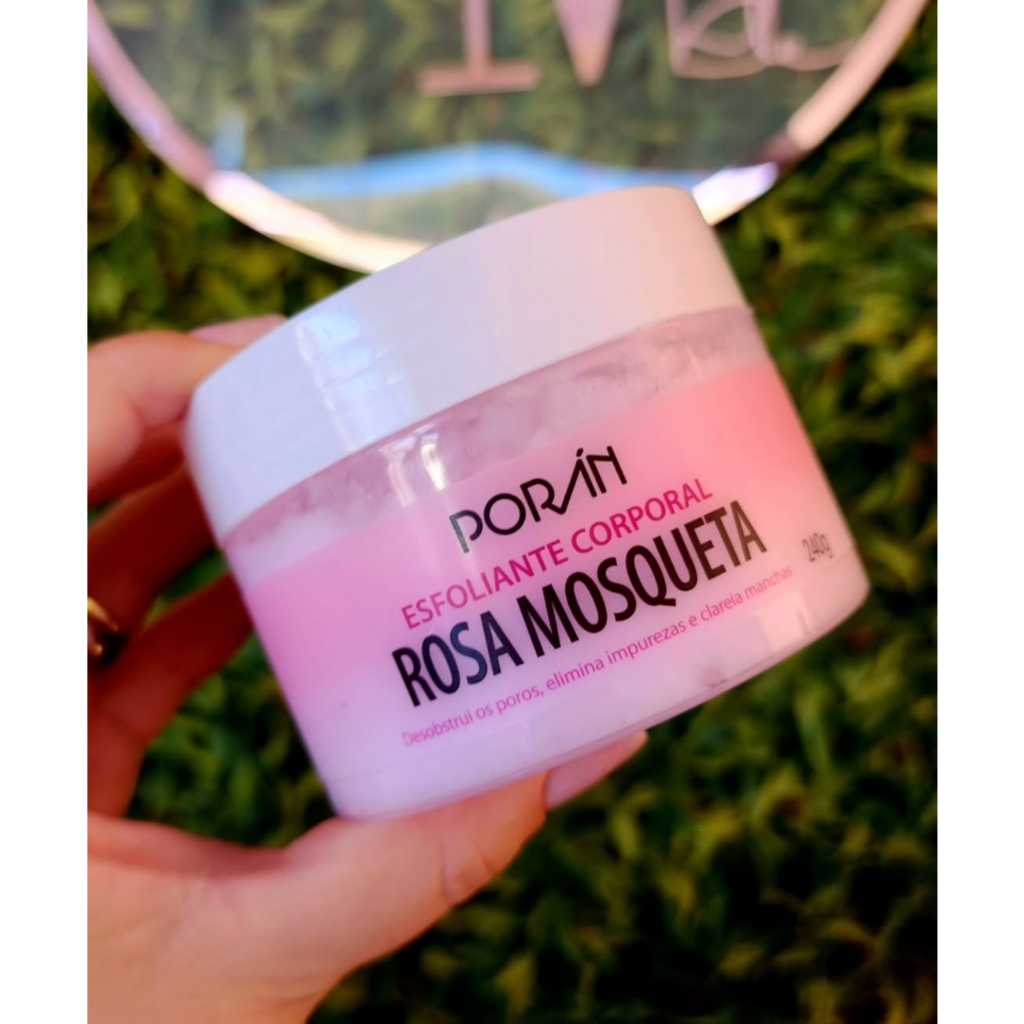 PORÁN
ESFOLIANTE CORPORAL
ROSA MOSQUETA
240g
Desobstrui os poros, elimina impurezas e clareia manchas